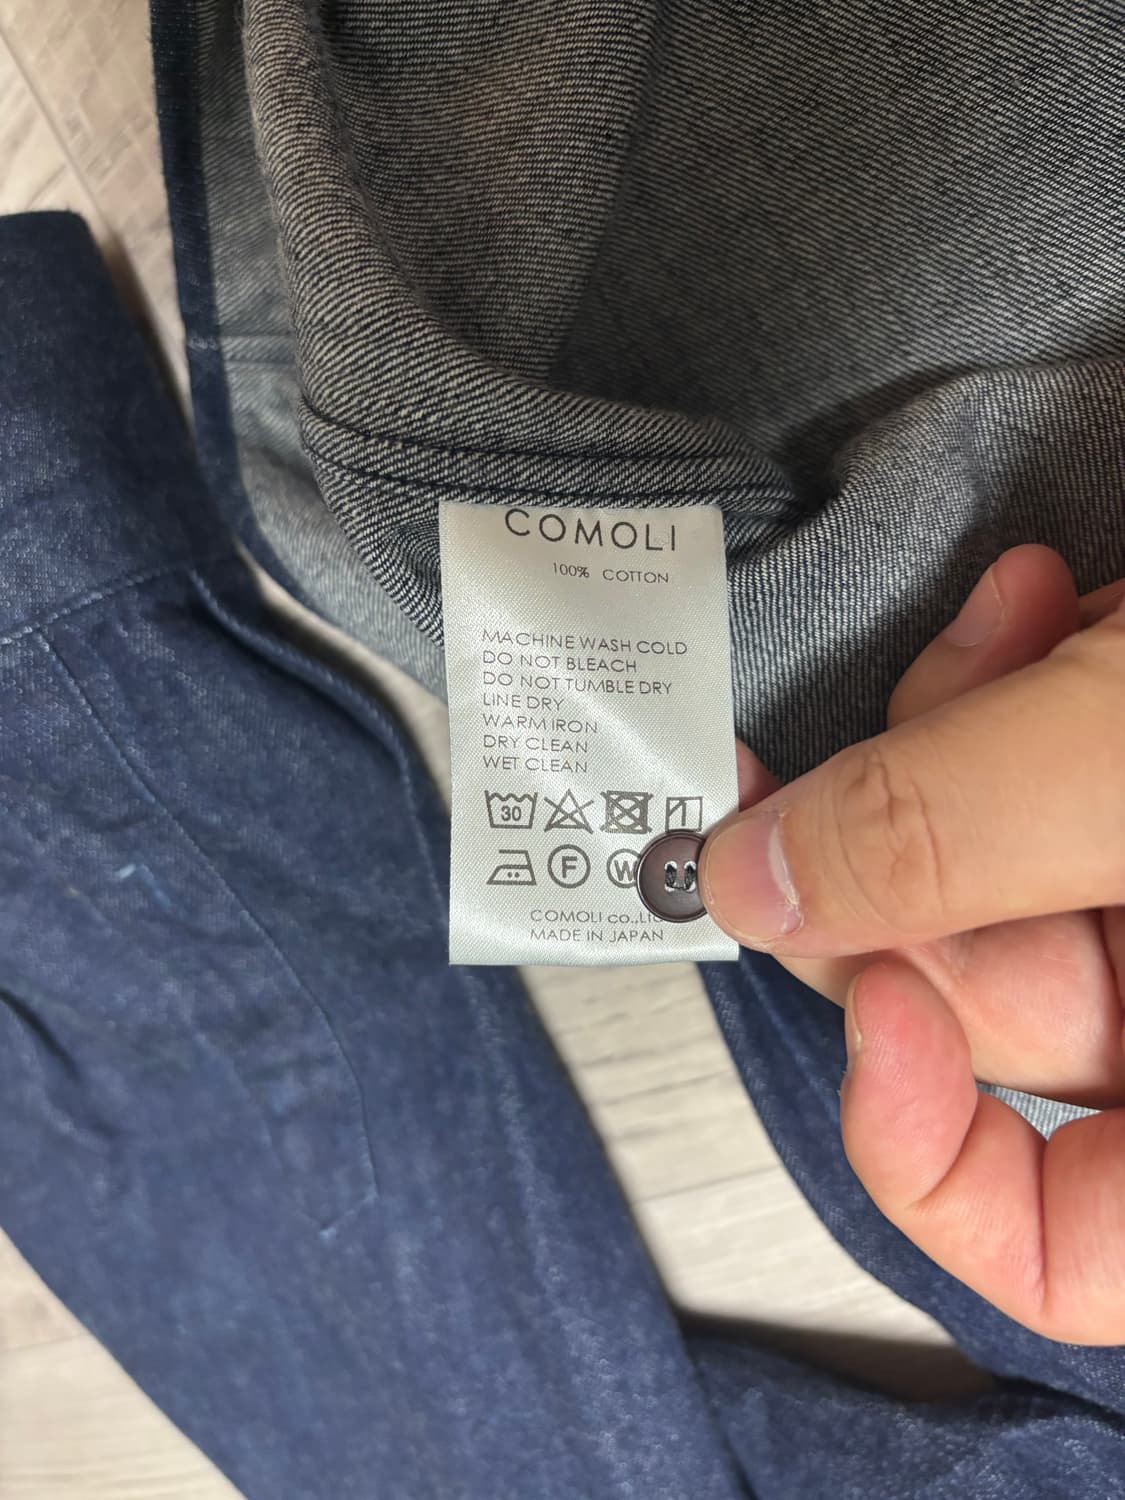 COMOLI
100% COTTON
MACHINE WASH COLD
DO NOT BLEACH
DO NOT TUMBLE DRY
LINE DRY
WARM IRON
DRY CLEAN
WET CLEAN
30
F W
COMOLI co.,Lt
MADE IN JAPAN